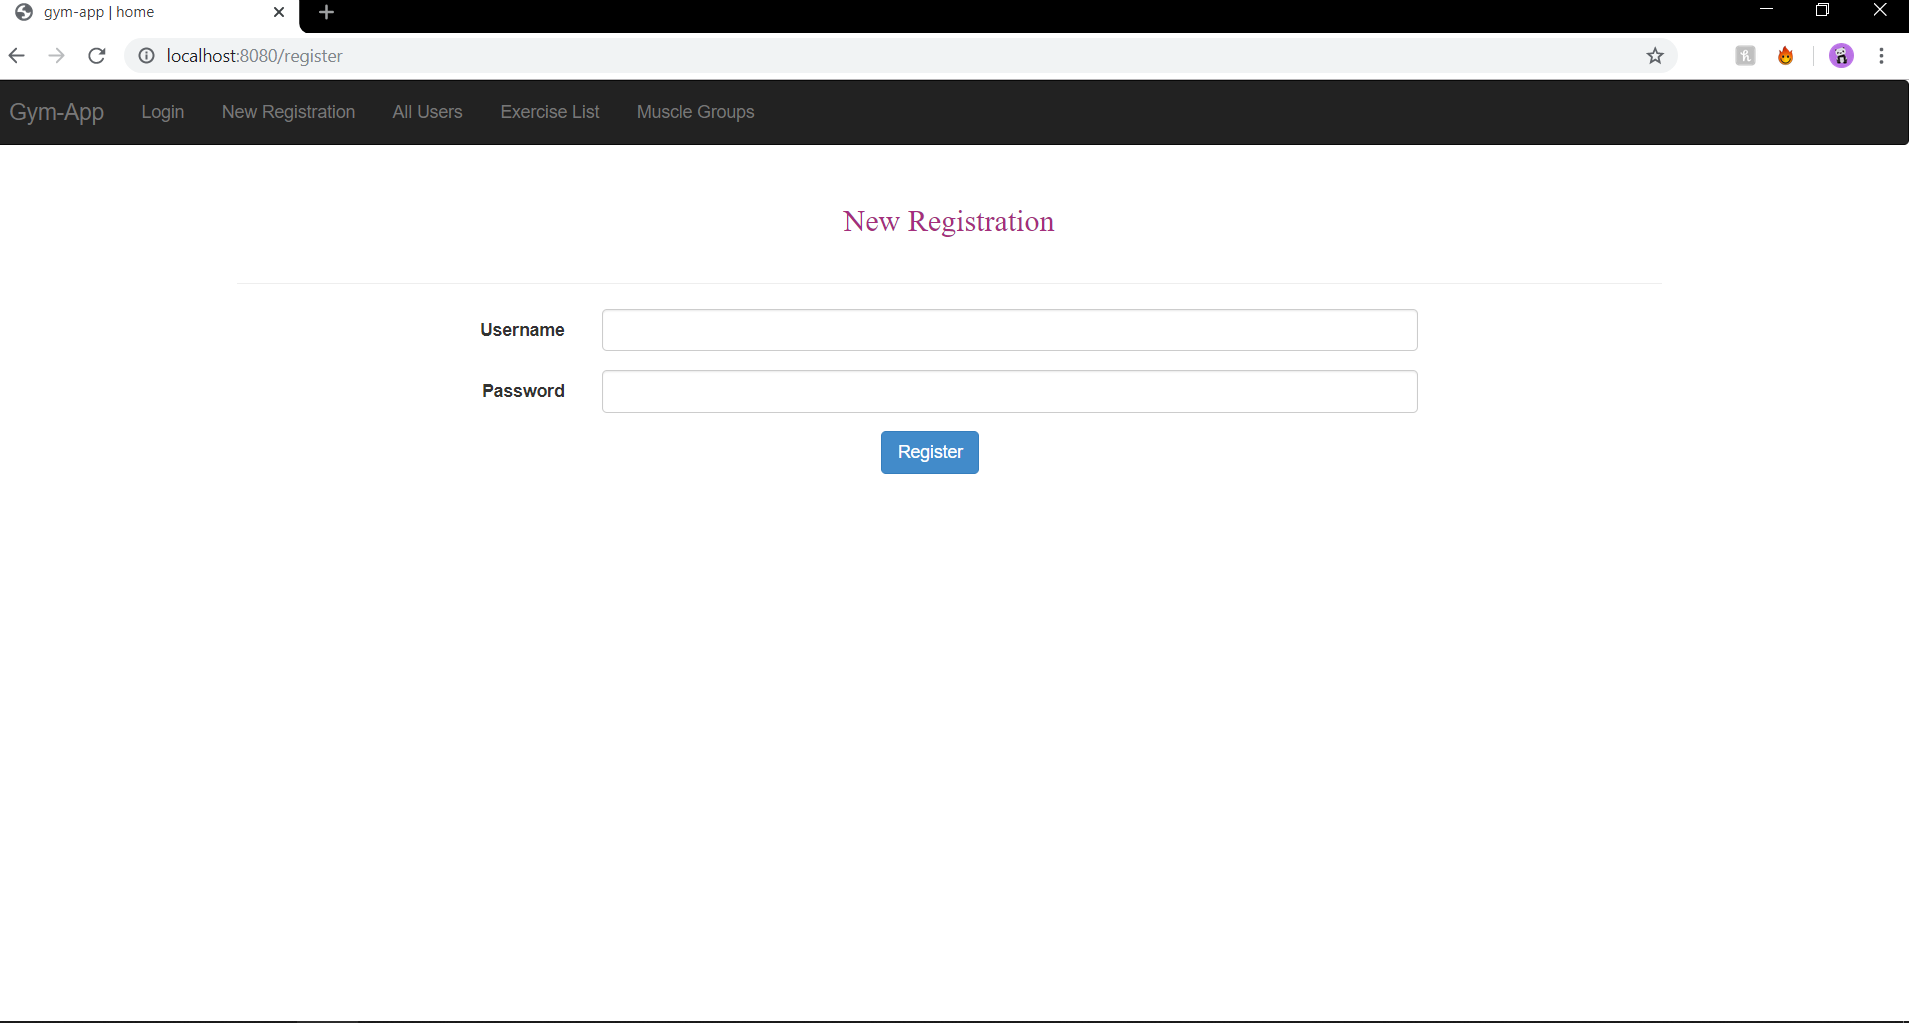 gym-app | home
localhost:8080/register
Gym-App Login New Registration All Users Exercise List Muscle Groups
New Registration
Username
Password
Register